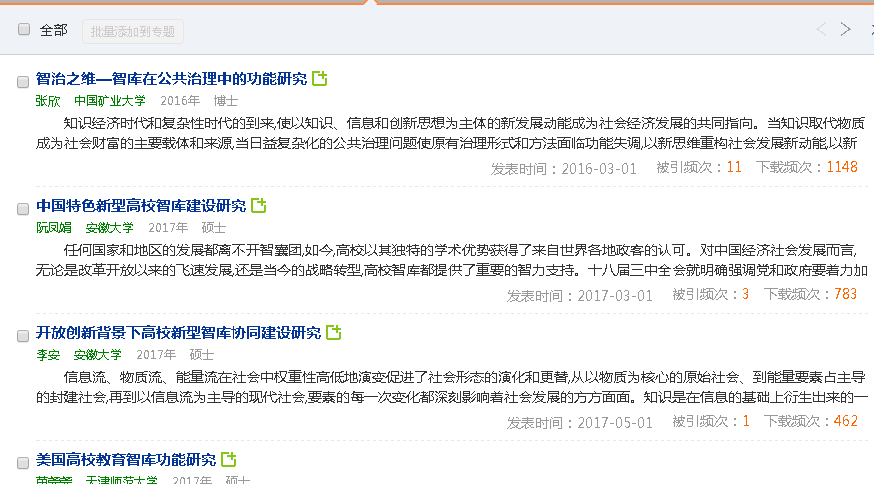 全部 批量添加到专题
智治之维—智库在公共治理中的功能研究
张欣 中国矿业大学 2016年 博士
知识经济时代和复杂性时代的到来,使以知识、信息和创新思想为主体的新发展动能成为社会经济发展的共同指向。当知识取代物质
成为社会财富的主要载体和来源,当日益复杂化的公共治理问题使原有治理形式和方法面临功能失调,以新思维重构社会发展新动能,以新
发表时间：2016-03-01 被引频次：11 下载频次：1148
中国特色新型高校智库建设研究
阮凤娟 安徽大学 2017年 硕士
任何国家和地区的发展都离不开智囊团,如今,高校以其独特的学术优势获得了来自世界各地政客的认可。对中国经济社会发展而言,
无论是改革开放以来的飞速发展,还是当今的战略转型,高校智库都提供了重要的智力支持。十八届三中全会就明确强调党和政府要着力加
发表时间：2017-03-01 被引频次：3 下载频次：783
开放创新背景下高校新型智库协同建设研究
李安 安徽大学 2017年 硕士
信息流、物质流、能量流在社会中权重性高低地演变促进了社会形态的演化和更替,从以物质为核心的原始社会、到能量要素占主导
的封建社会,再到以信息流为主导的现代社会,要素的每一次变化都深刻影响着社会发展的方方面面。知识是在信息的基础上衍生出来的一
发表时间：2017-05-01 被引频次：1 下载频次：462
美国高校教育智库功能研究
天津师范大学 2017年 硕士